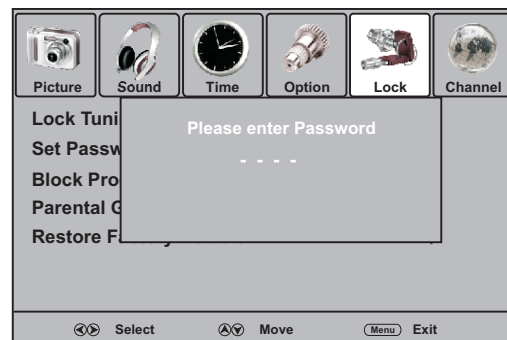 Picture Sound Time Option Lock Channel
Lock Tuni
Set Passw
Block Pro
Parental G
Restore F
Please enter Password
- - - -
Select Move Menu Exit